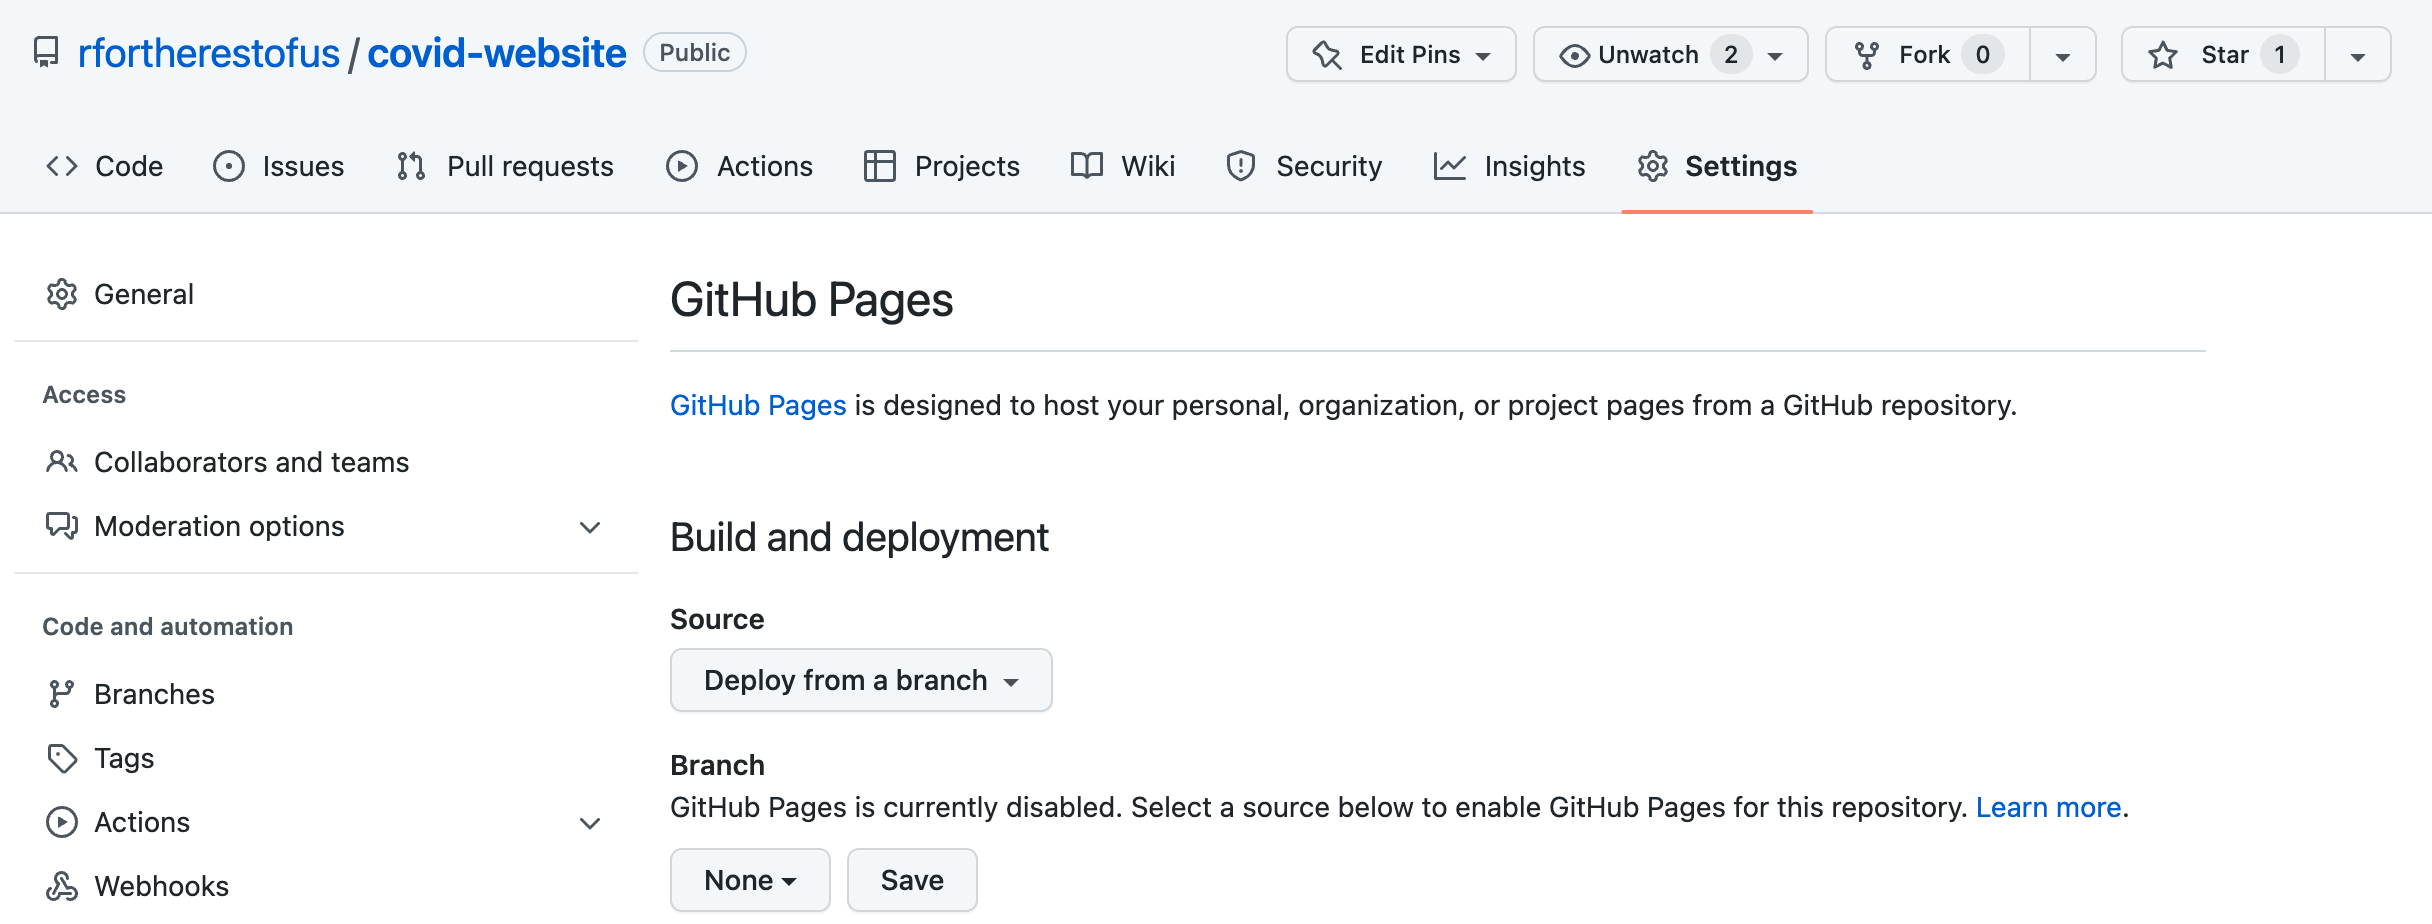 rfortherestofus / covid-website Public Edit Pins Unwatch 2 Fork 0 Star 1
Code Issues Pull requests Actions Projects Wiki Security Insights Settings
General
Access
Collaborators and teams
Moderation options
Code and automation
Branches
Tags
Actions
Webhooks
GitHub Pages
GitHub Pages is designed to host your personal, organization, or project pages from a GitHub repository.
Build and deployment
Source
Deploy from a branch
Branch
GitHub Pages is currently disabled. Select a source below to enable GitHub Pages for this repository. Learn more.
None Save